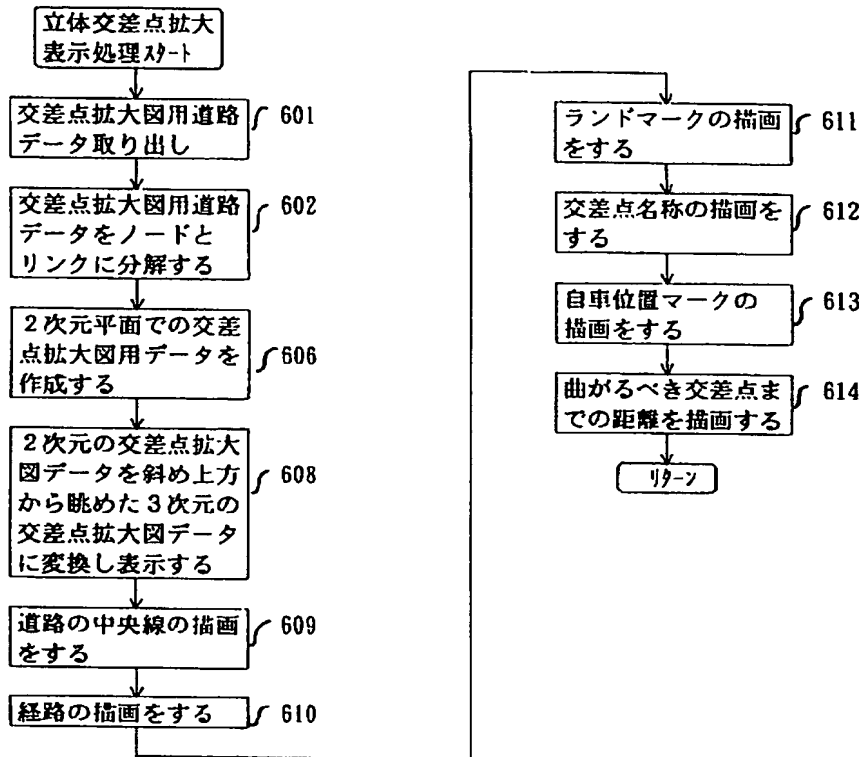 立体交差点拡大
表示処理ｽﾀｰﾄ
交差点拡大図用道路
データ取り出し
601
交差点拡大図用道路
データをノードと
リンクに分解する
602
2次元平面での交差
点拡大図用データを
作成する
606
2次元の交差点拡大
図データを斜め上方
から眺めた3次元の
交差点拡大図データ
に変換し表示する
608
道路の中央線の描画
をする
609
経路の描画をする
610
ランドマークの描画
をする
611
交差点名称の描画を
する
612
自車位置マークの
描画をする
613
曲がるべき交差点ま
での距離を描画する
614
ﾘﾀｰﾝ